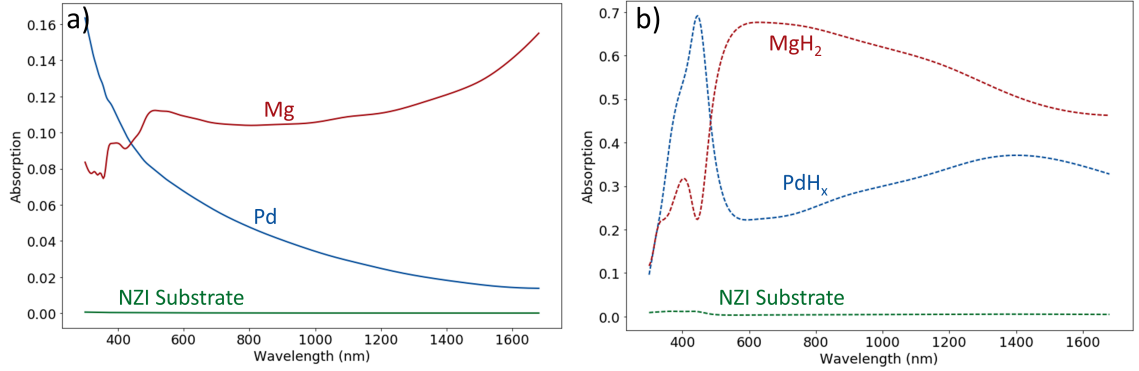 a)
0.16
0.14
0.12
0.10
0.08
0.06
0.04
0.02
0.00
Absorption
Mg
Pd
NZI Substrate
400 600 800 1000 1200 1400 1600
Wavelength (nm)
b)
0.7
0.6
0.5
0.4
0.3
0.2
0.1
0.0
Absorption
MgH₂
PdHₓ
NZI Substrate
400 600 800 1000 1200 1400 1600
Wavelength (nm)